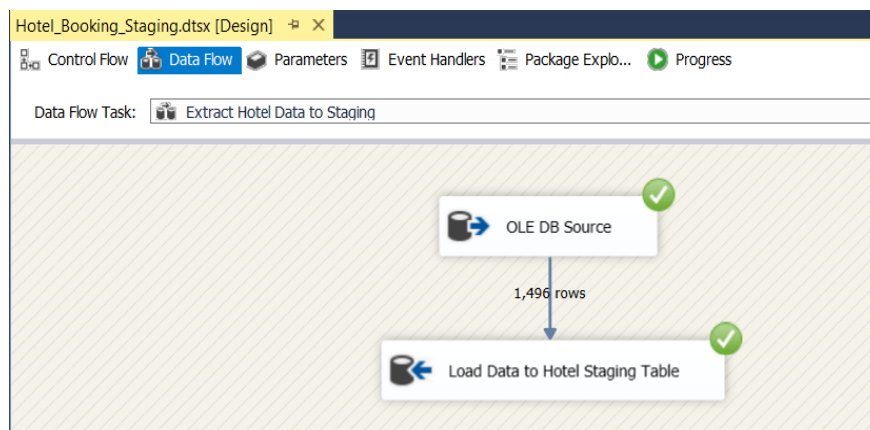 Hotel_Booking_Staging.dtsx [Design]
Control Flow Data Flow Parameters Event Handlers Package Explo... Progress
Data Flow Task: Extract Hotel Data to Staging
OLE DB Source
1,496 rows
Load Data to Hotel Staging Table